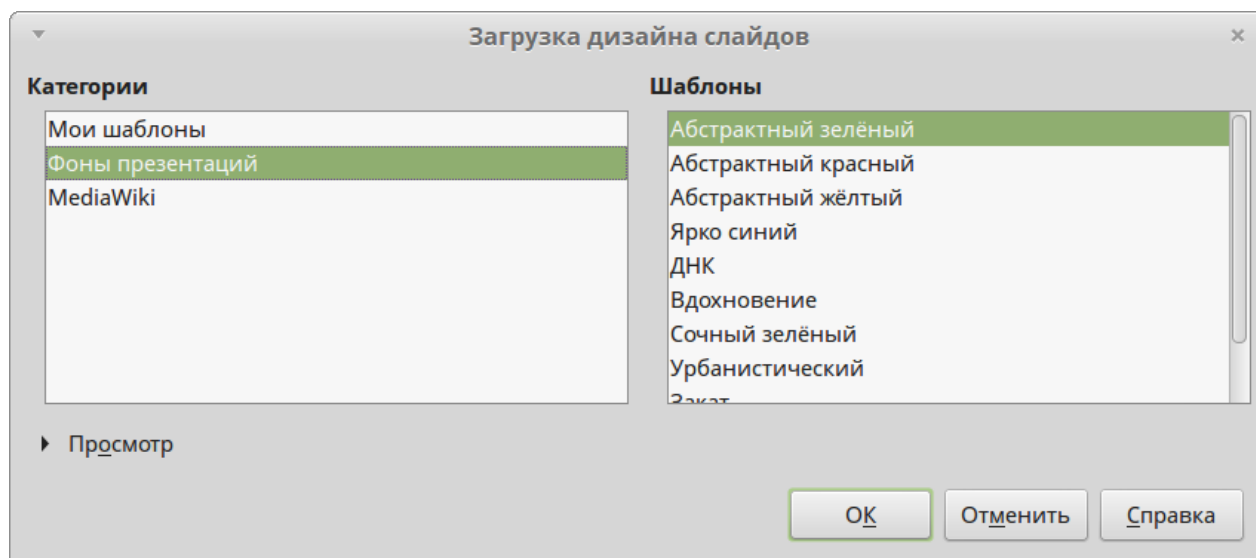 Загрузка дизайна слайдов
Категории
Мои шаблоны
Фоны презентаций
MediaWiki
Шаблоны
Абстрактный зелёный
Абстрактный красный
Абстрактный жёлтый
Ярко синий
ДНК
Вдохновение
Сочный зелёный
Урбанистический
Закат
Просмотр
ОК
Отменить
Справка